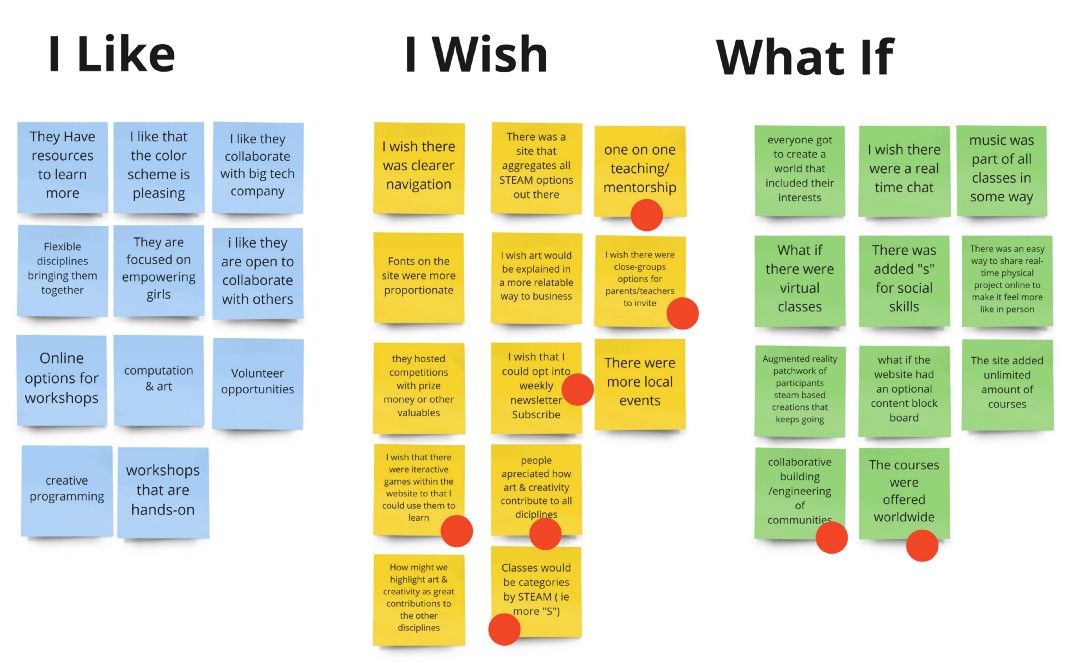 I Like
They Have
resources
to learn
more
I like that
the color
scheme is
pleasing
I like they
collaborate
with big tech
company
Flexible
disciplines
bringing them
together
They are
focused on
empowering
girls
i like they
are open to
collaborate
with others
Online
options for
workshops
computation
& art
Volunteer
opportunities
creative
programming
workshops
that are
hands-on
I Wish
I wish there
was clearer
navigation
There was a
site that
aggregates all
STEAM options
out there
one on one
teaching/
mentorship
Fonts on the
site were more
proportionate
I wish art would
be explained in
a more relatable
way to business
I wish there were
close-groups
options for
parents/teachers
to invite
they hosted
competitions
with prize
money or other
valuables
I wish that I
could opt into
weekly
newsletter
Subscribe
There were
more local
events
I wish that there
were iteractive
games within the
website to that I
could use them to
learn
people
apreciated how
art & creativity
contribute to all
diciplines
How might we
highlight art &
creativity as great
contributions to
the other
disciplines
Classes would
be categories
by STEAM ( ie
more "S")
What If
everyone got
to create a
world that
included their
interests
I wish there
were a real
time chat
music was
part of all
classes in
some way
What if
there were
virtual
classes
There was
added "s"
for social
skills
There was an easy
way to share real-
time physical
project online to
make it feel more
like in person
Augmented reality
patchwork of
participants
steam based
creations that
keeps going
what if the
website had
an optional
content block
board
The site added
unlimited
amount of
courses
collaborative
building
/engineering
of
communities
The courses
were
offered
worldwide